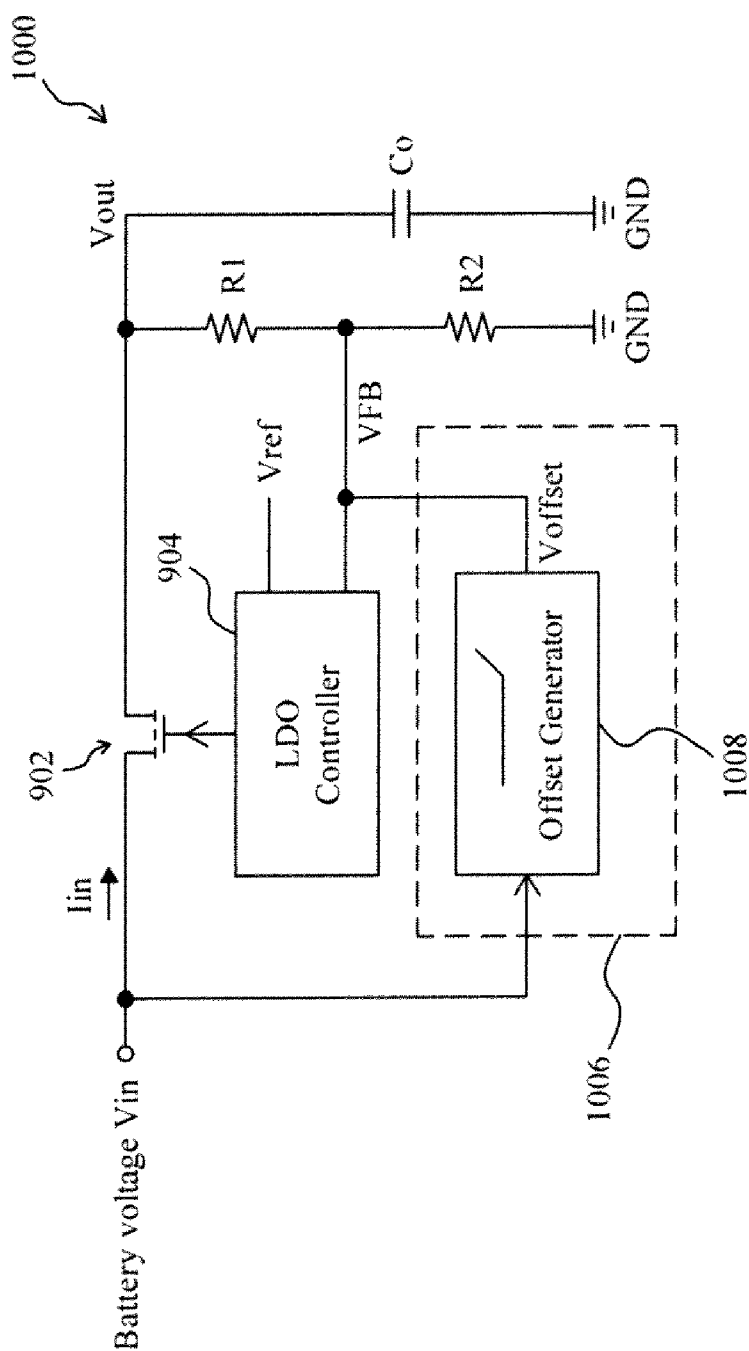 1000
Battery voltage Vin
Iin
902
Vout
904
LDO
Controller
Vref
VFB
R1
R2
Co
GND
GND
Voffset
Offset Generator
1008
1006